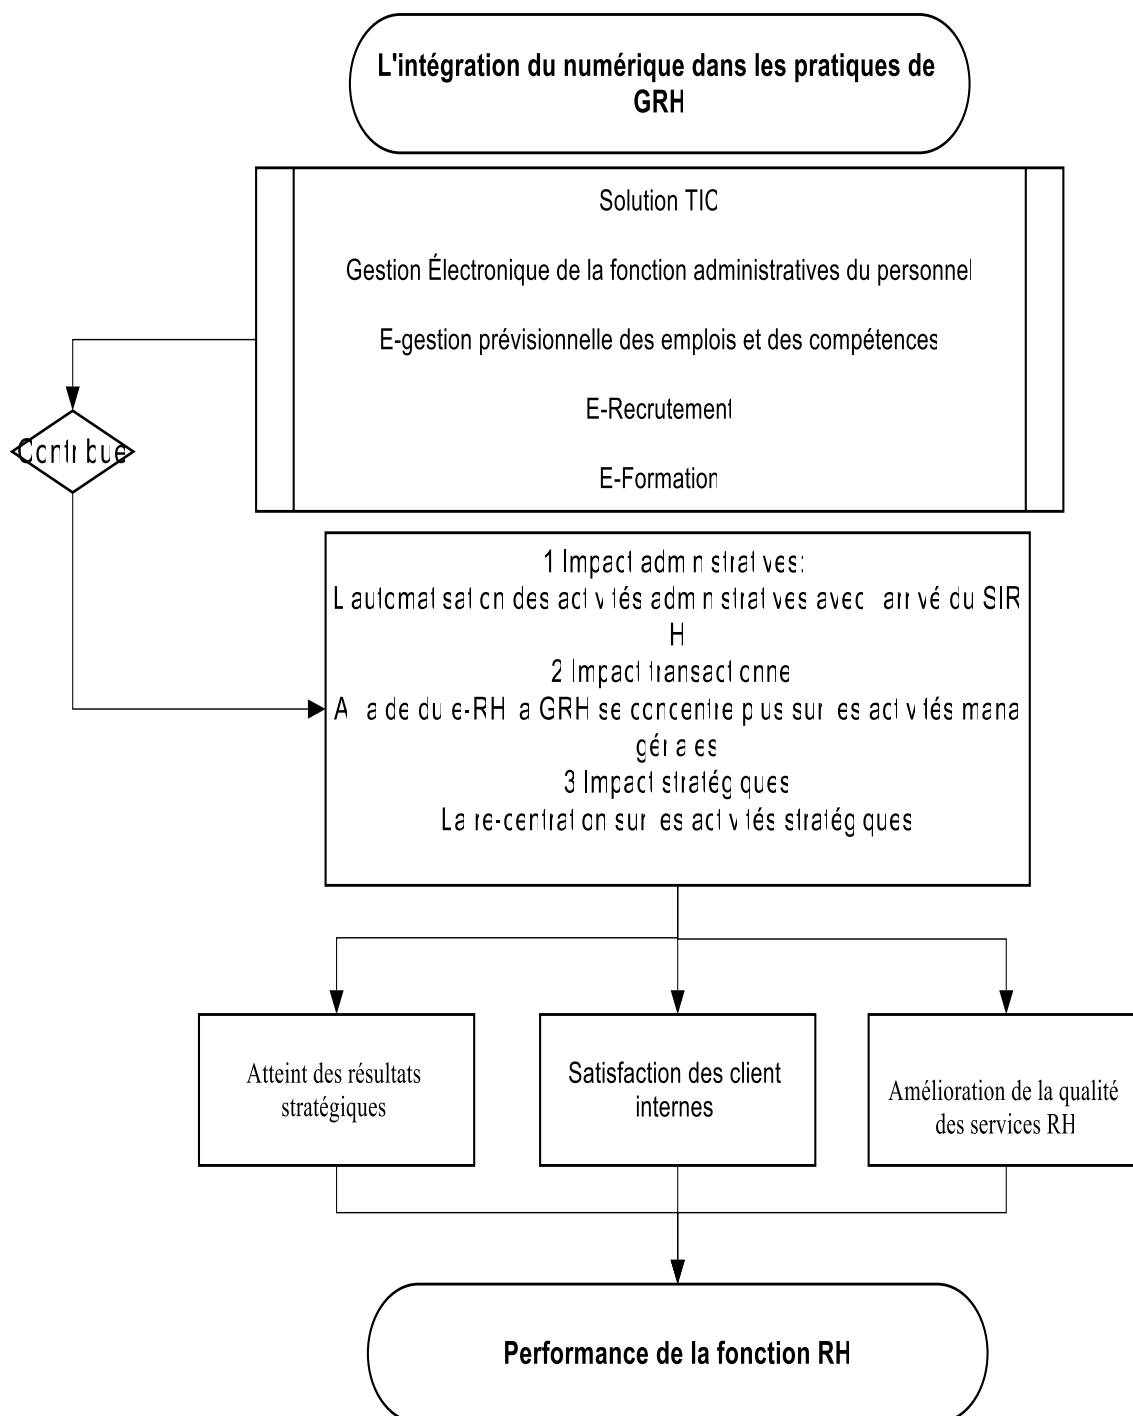 L'intégration du numérique dans les pratiques de
GRH
Solution TIC
Gestion Électronique de la fonction administratives du personnel
E-gestion prévisionnelle des emplois et des compétences
E-Recrutement
E-Formation
Contribue
1 Impact administratives:
L'automatisation des activités administratives avec l'arrivé du SIR
H
2 Impact transactionnel
A l'aide du e-RH la GRH se concentre plus sur les activités mana
gériales
3 Impact stratégiques
La re-centration sur les activités stratégiques
Atteint des résultats
stratégiques
Satisfaction des client
internes
Amélioration de la qualité
des services RH
Performance de la fonction RH